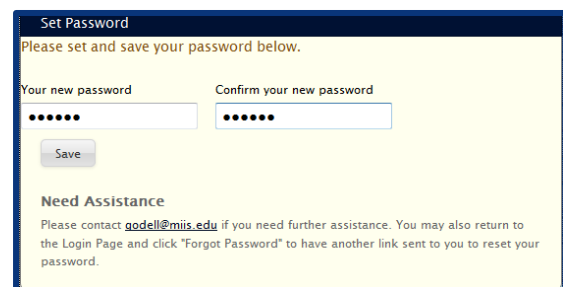 Set Password
Please set and save your password below.
Your new password Confirm your new password
●●●●●● ●●●●●●
Save
Need Assistance
Please contact godell@miis.edu if you need further assistance. You may also return to
the Login Page and click "Forgot Password" to have another link sent to you to reset your
password.